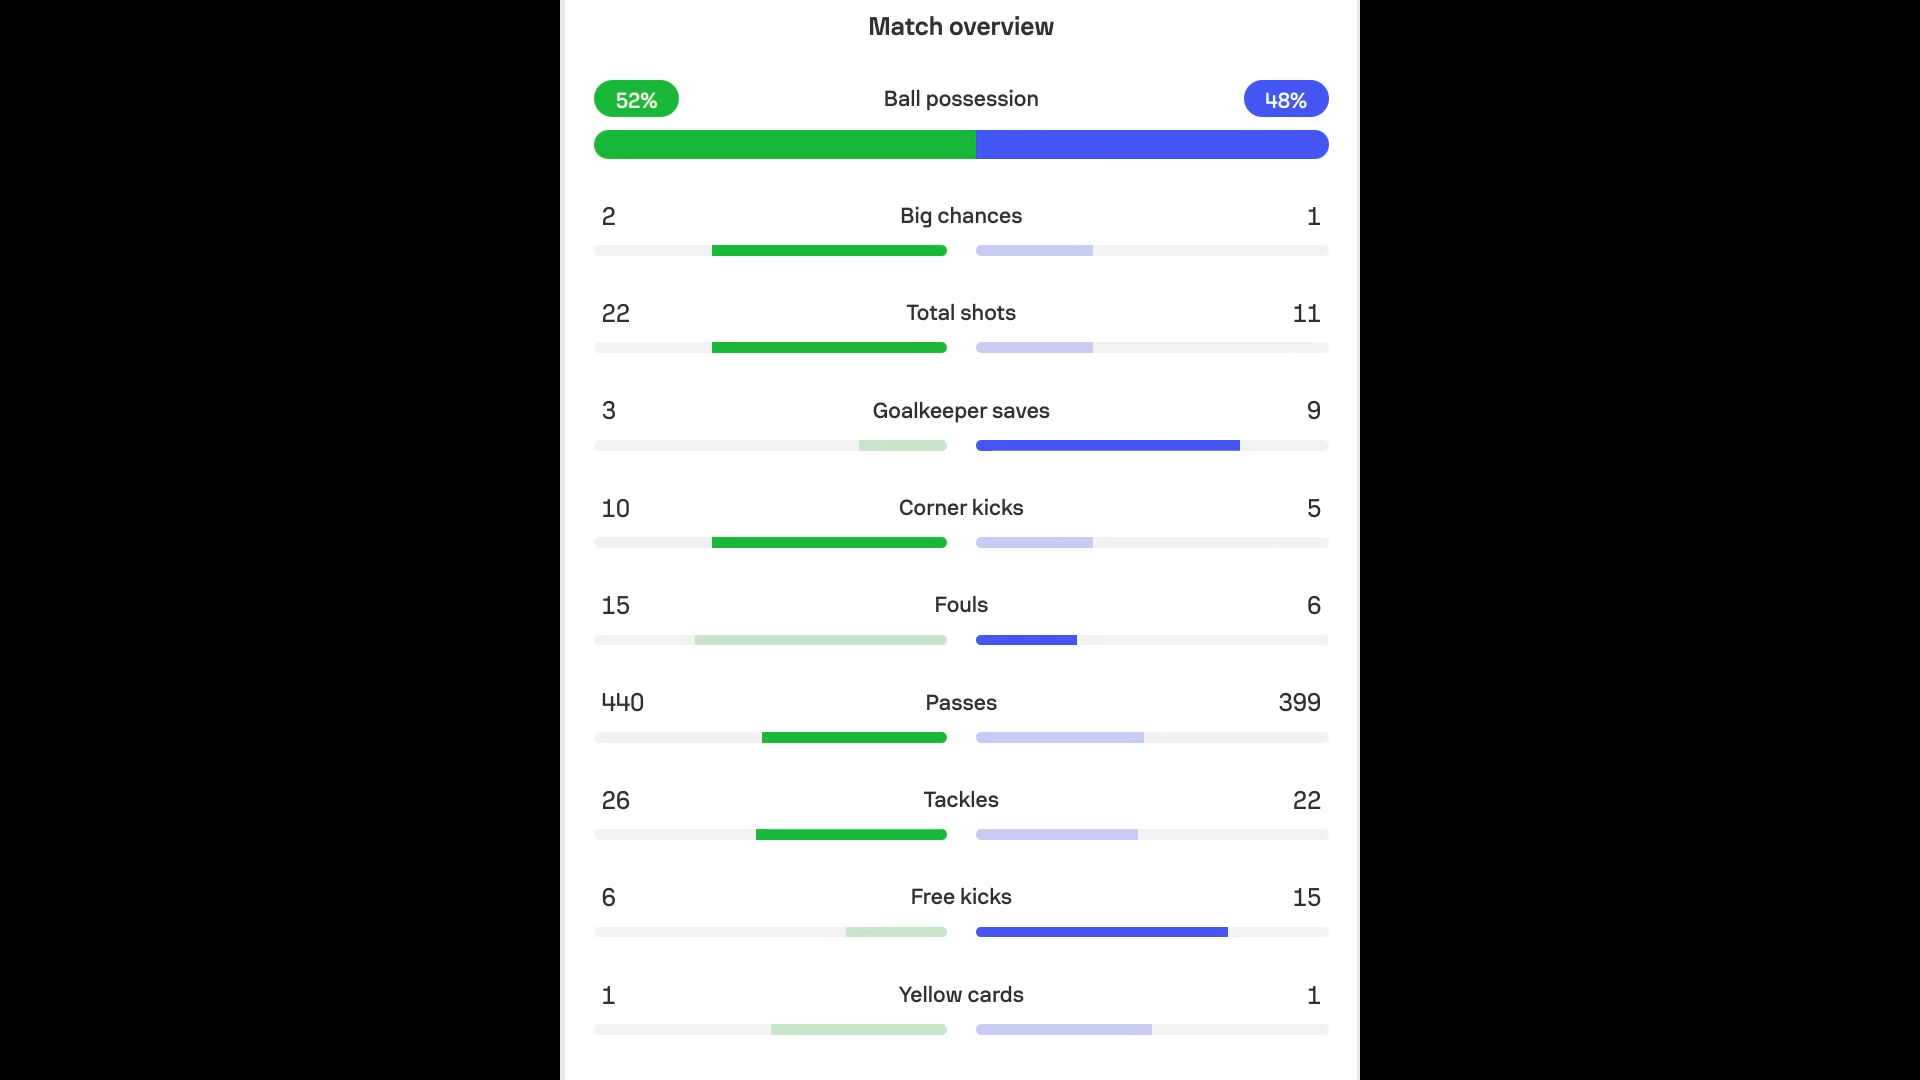 Match overview
52% Ball possession 48%
2 Big chances 1
22 Total shots 11
3 Goalkeeper saves 9
10 Corner kicks 5
15 Fouls 6
440 Passes 399
26 Tackles 22
6 Free kicks 15
1 Yellow cards 1